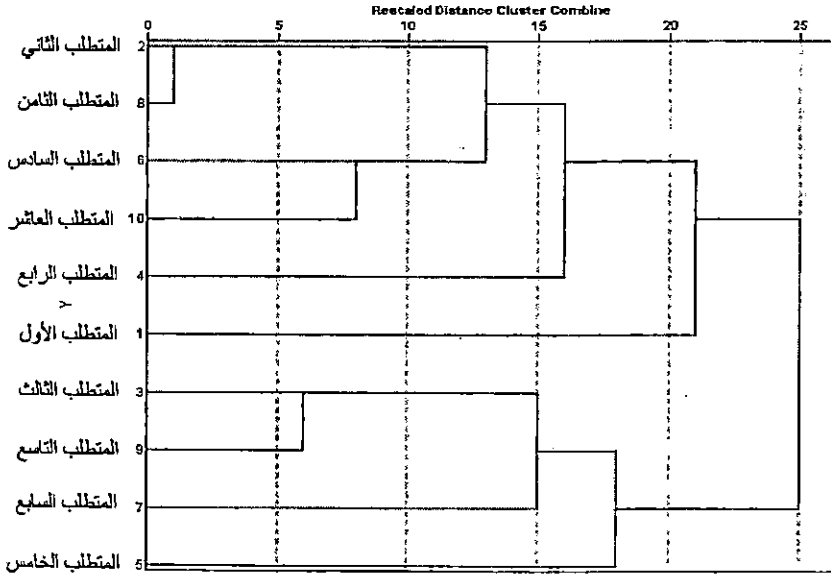 Rescaled Distance Cluster Combine
0 5 10 15 20 25
المتطلب الثاني 2
المتطلب الثامن 8
المتطلب السادس 6
المتطلب العاشر 10
المتطلب الرابع 4
Y
المتطلب الأول 1
المتطلب الثالث 3
المتطلب التاسع 9
المتطلب السابع 7
المتطلب الخامس 5